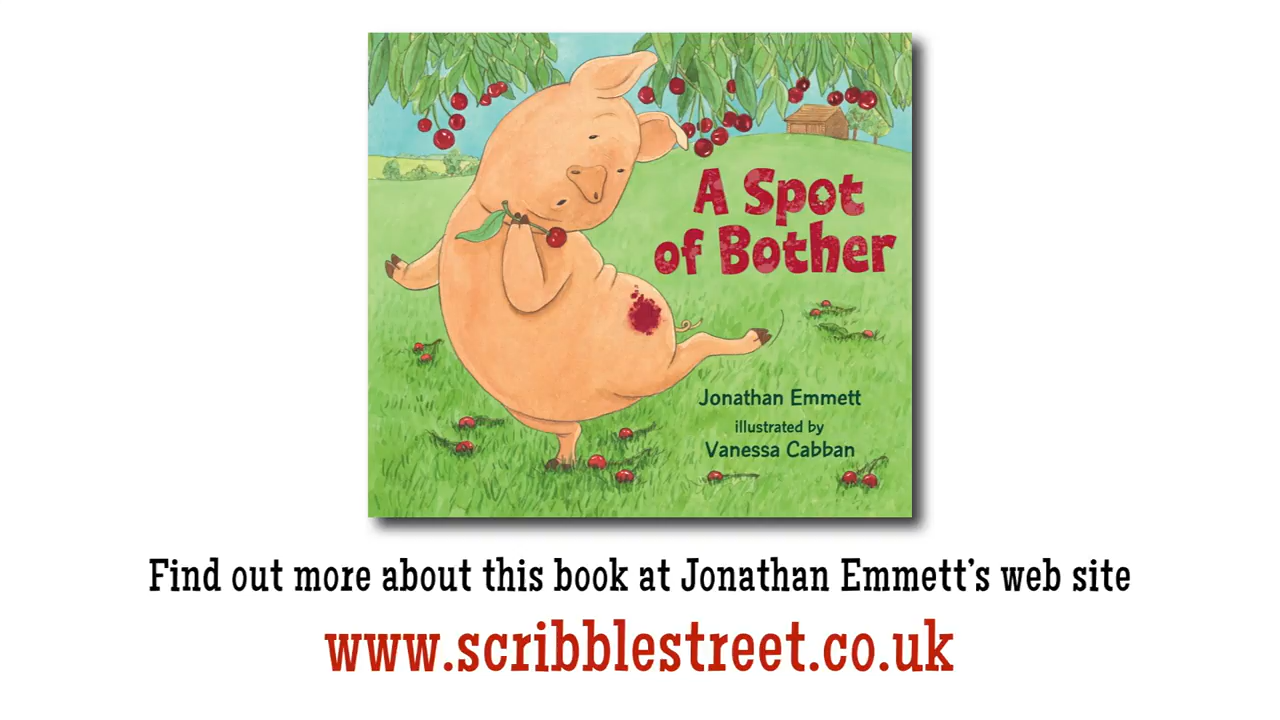 A Spot
of Bother
Jonathan Emmett
illustrated by
Vanessa Cabban
Find out more about this book at Jonathan Emmett's web site
www.scribblestreet.co.uk